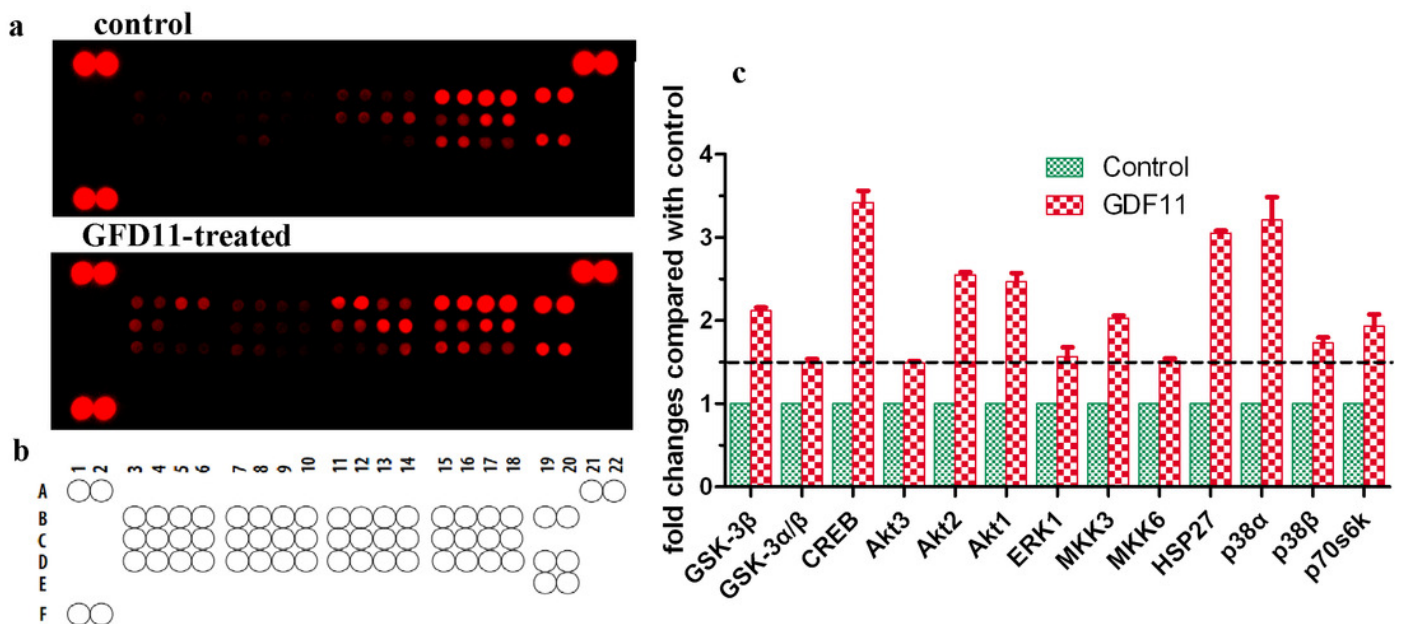 a
control
GFD11-treated
b
1 2 3 4 5 6 7 8 9 10 11 12 13 14 15 16 17 18 19 20 21 22
A
B
C
D
E
F
c
fold changes compared with control
4
3
2
1
0
Control
GDF11
GSK-3β
GSK-3α/β
CREB
Akt3
Akt2
Akt1
ERK1
MKK3
MKK6
HSP27
p38α
p38β
p70s6k